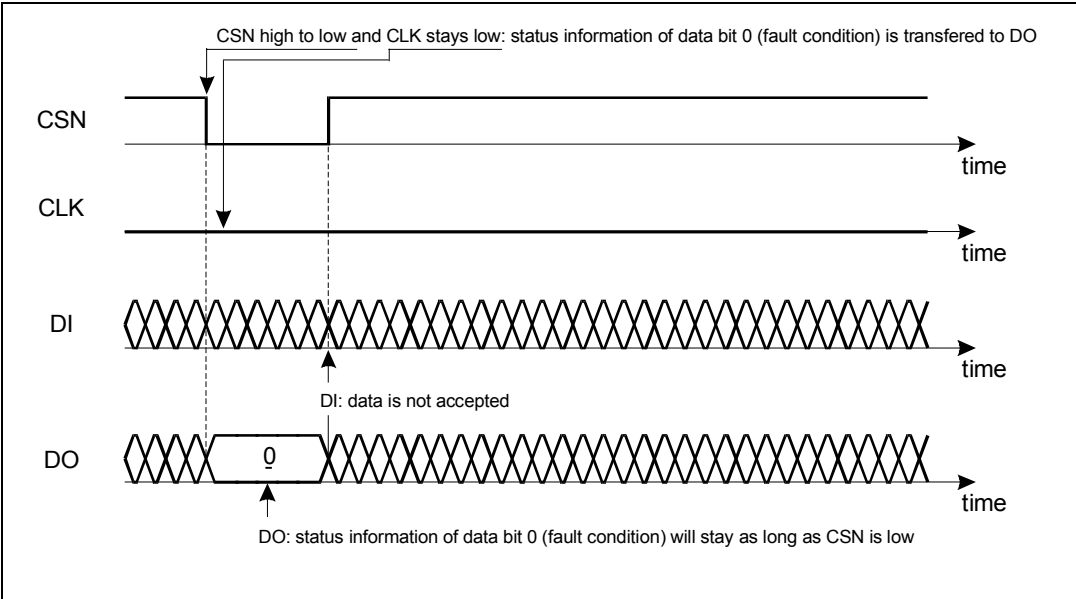 CSN high to low and CLK stays low: status information of data bit 0 (fault condition) is transfered to DO
CSN
time
CLK
time
DI
time
DI: data is not accepted
DO
0
time
DO: status information of data bit 0 (fault condition) will stay as long as CSN is low